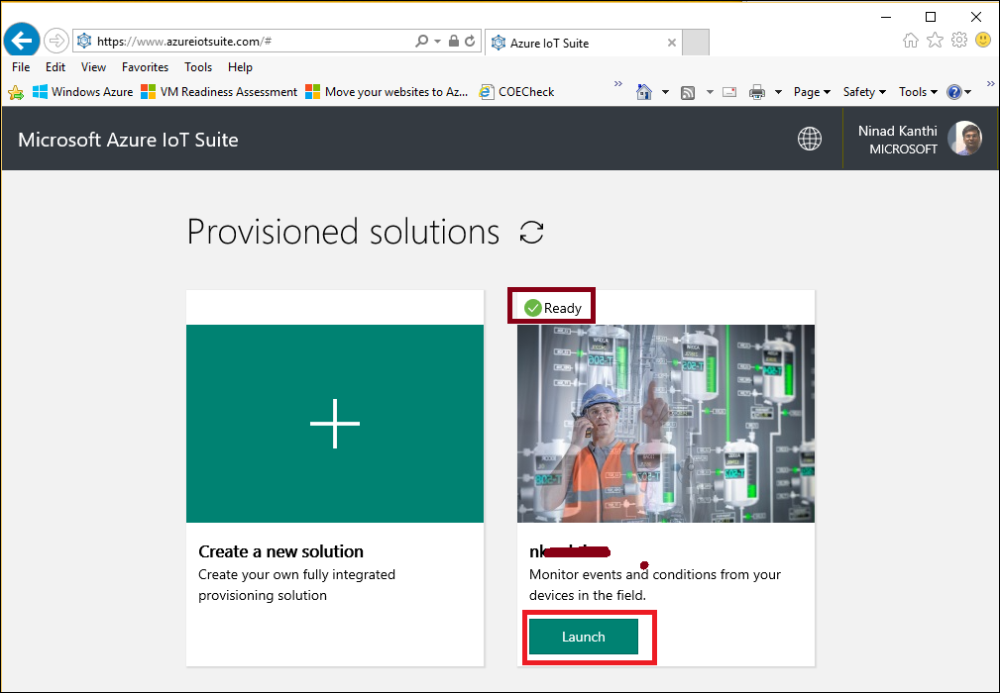 https://www.azureiotsuite.com/#
Azure IoT Suite
File Edit View Favorites Tools Help
Windows Azure VM Readiness Assessment Move your websites to Az... COECheck » Page Safety Tools »
Microsoft Azure IoT Suite
Ninad Kanthi
MICROSOFT
Provisioned solutions
Ready
Create a new solution
Create your own fully integrated
provisioning solution
nk
Monitor events and conditions from your
devices in the field.
Launch